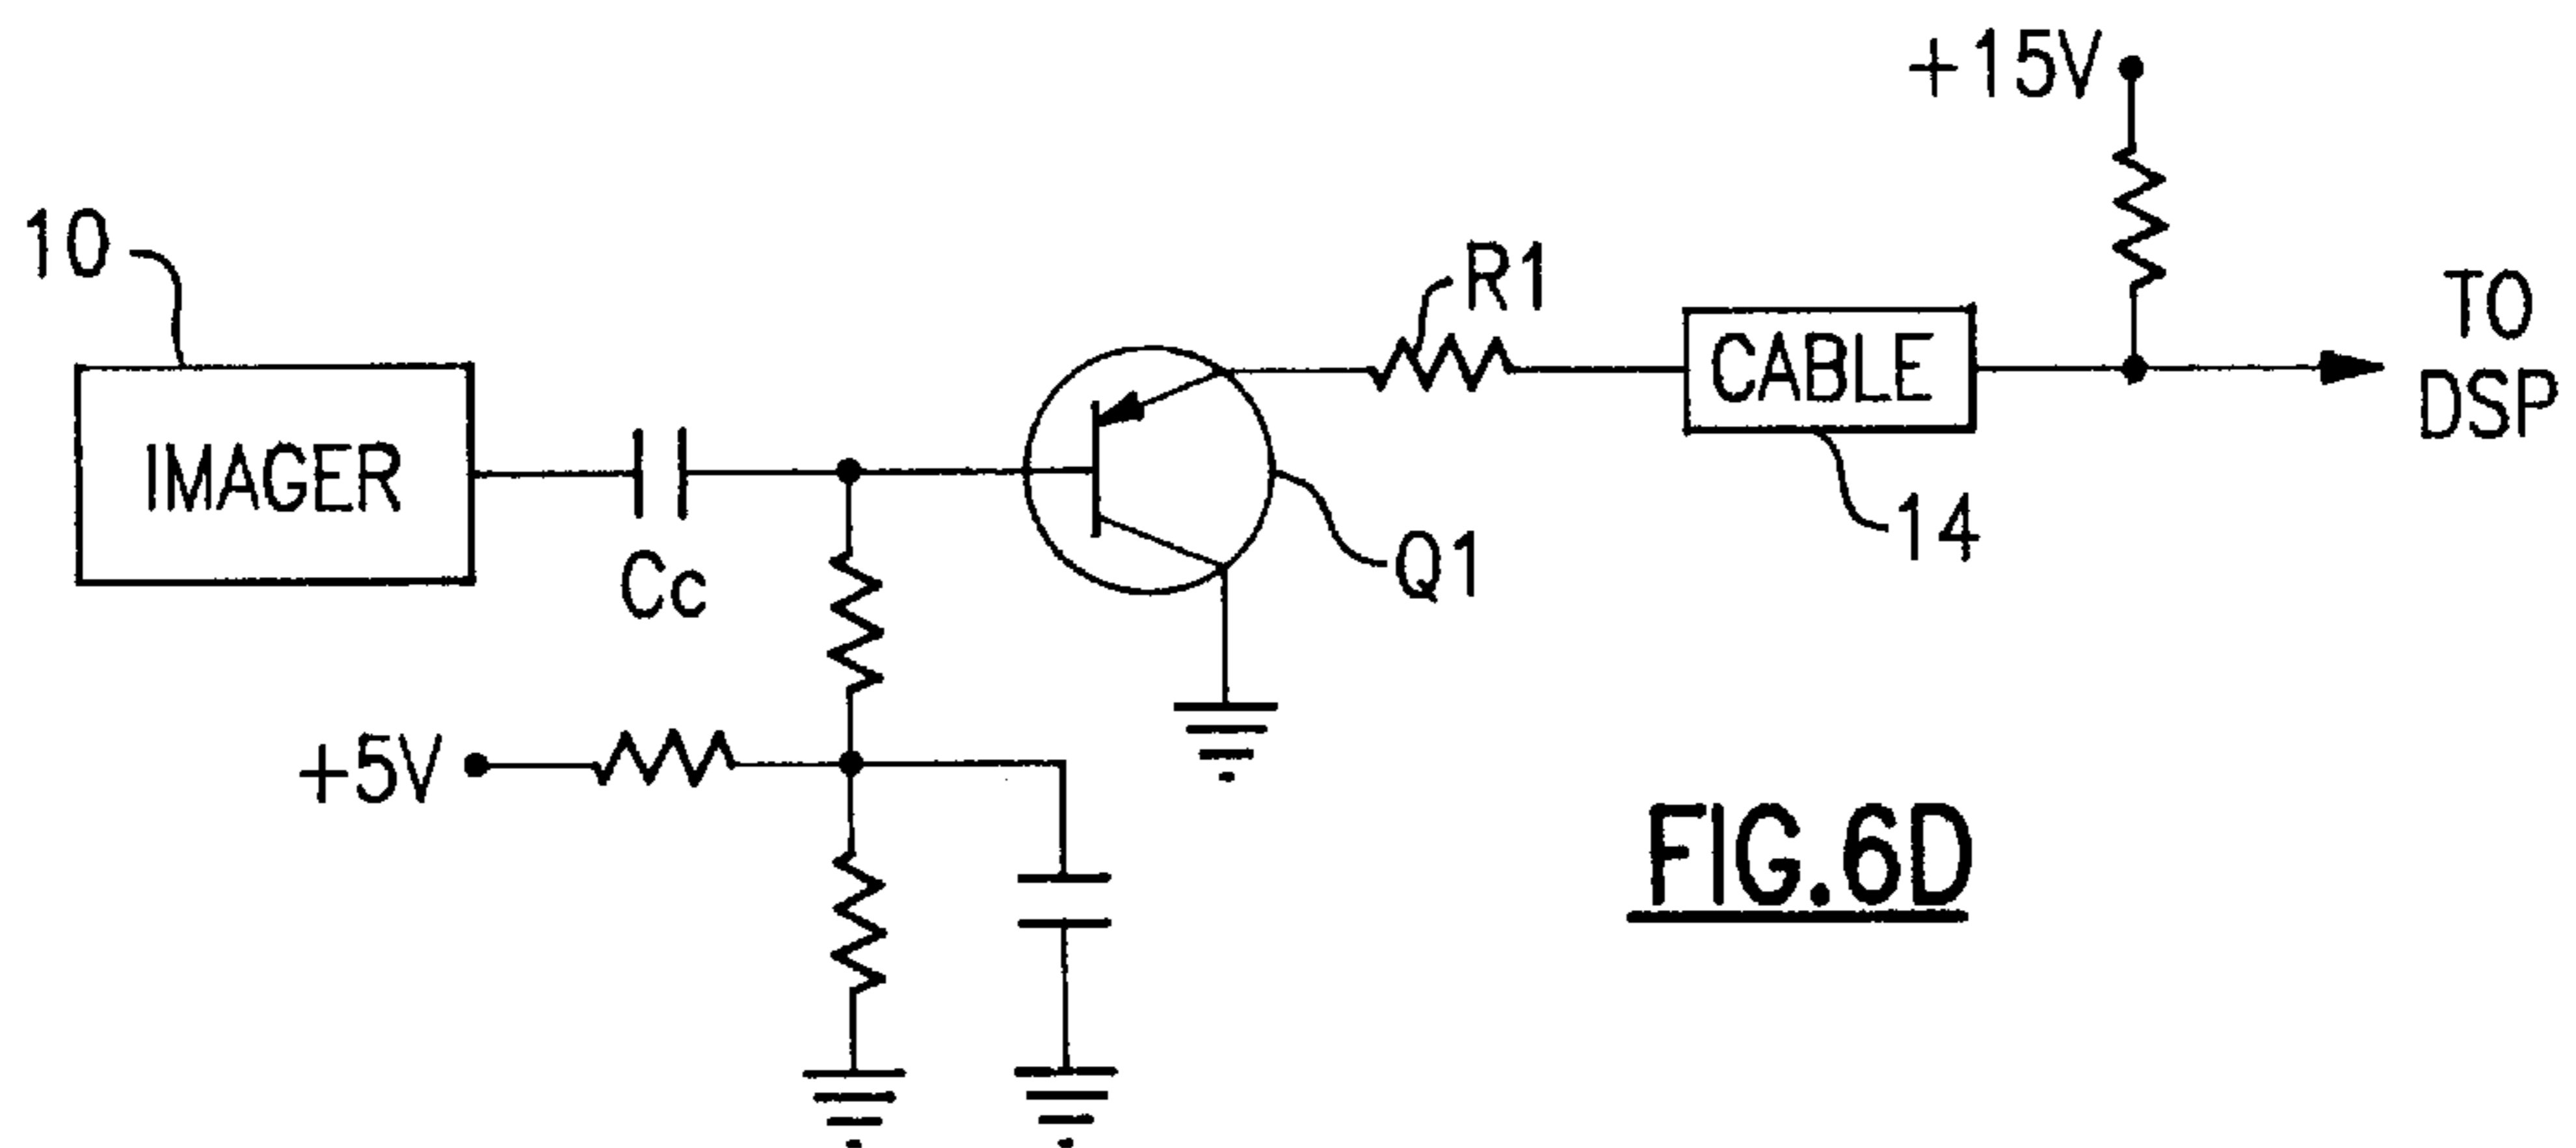 +15V
10
R1
TO
DSP
CABLE
IMAGER
14
Cc
Q1
+5V
FIG.6D